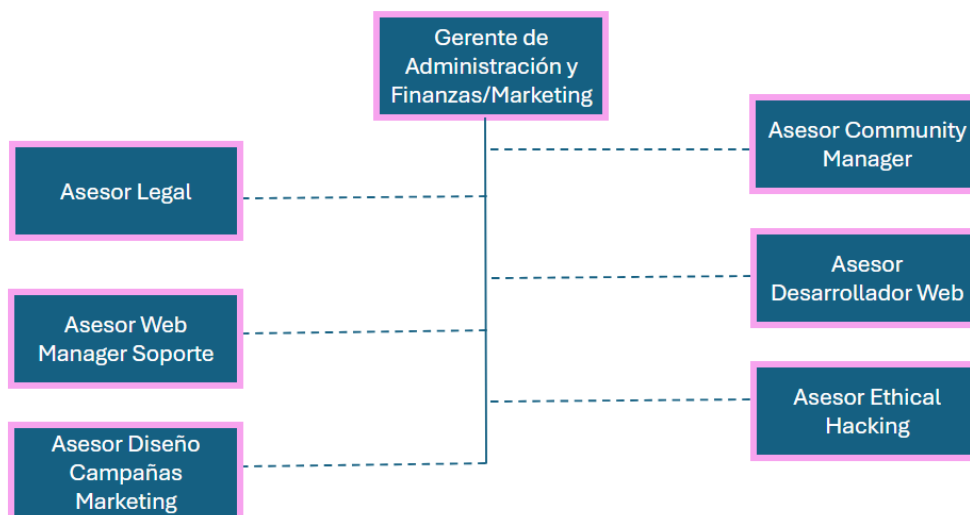 Gerente de
Administración y
Finanzas/Marketing
Asesor Community
Manager
Asesor Legal
Asesor
Desarrollador Web
Asesor Web
Manager Soporte
Asesor Ethical
Hacking
Asesor Diseño
Campañas
Marketing